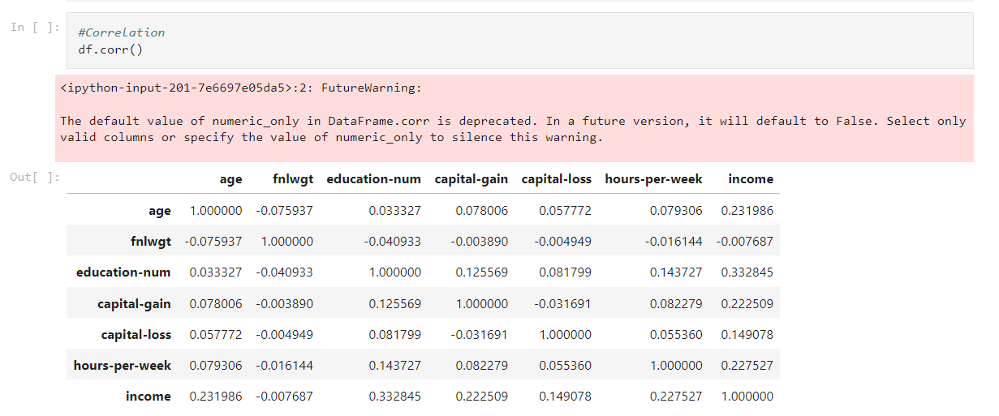 In [ ]:
#Correlation
df.corr()
<ipython-input-201-7e6697e05da5>:2: FutureWarning:
The default value of numeric_only in DataFrame.corr is deprecated. In a future version, it will default to False. Select only
valid columns or specify the value of numeric_only to silence this warning.
Out[ ]:
age fnlwgt education-num capital-gain capital-loss hours-per-week income
age 1.000000 -0.075937 0.033327 0.078006 0.057772 0.079306 0.231986
fnlwgt -0.075937 1.000000 -0.040933 -0.003890 -0.004949 -0.016144 -0.007687
education-num 0.033327 -0.040933 1.000000 0.125569 0.081799 0.143727 0.332845
capital-gain 0.078006 -0.003890 0.125569 1.000000 -0.031691 0.082279 0.222509
capital-loss 0.057772 -0.004949 0.081799 -0.031691 1.000000 0.055360 0.149078
hours-per-week 0.079306 -0.016144 0.143727 0.082279 0.055360 1.000000 0.227527
income 0.231986 -0.007687 0.332845 0.222509 0.149078 0.227527 1.000000